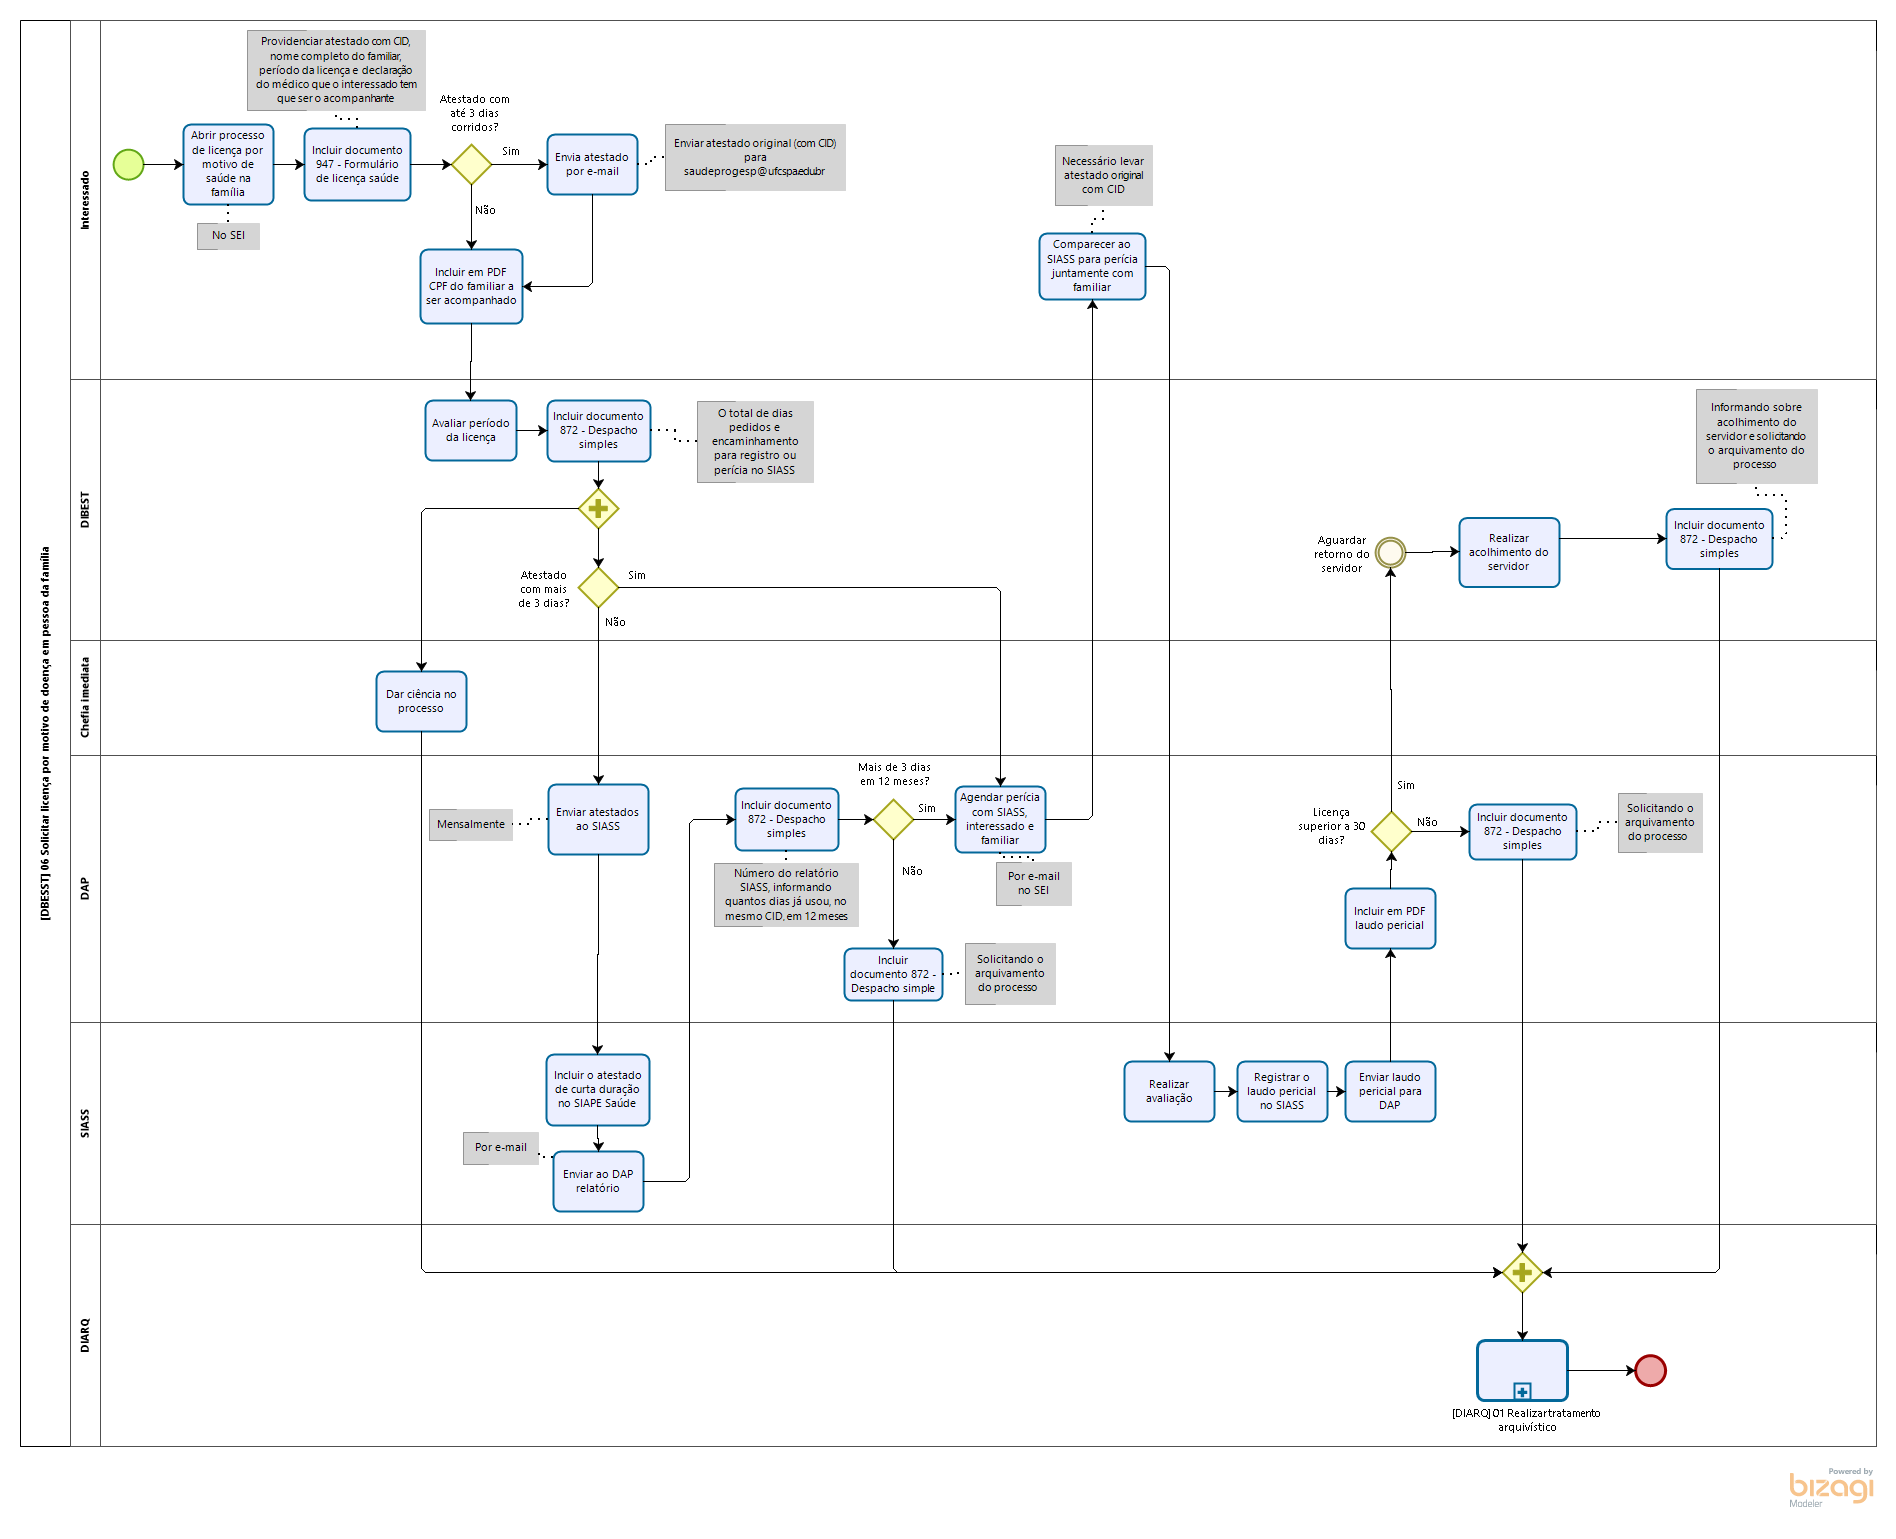 [DBESST] 06 Solicitar licença por motivo de doença em pessoa da família
Interessado
Providenciar atestado com CID,
nome completo do familiar,
período da licença e declaração
do médico que o interessado tem
que ser o acompanhante
Abrir processo
de licença por
motivo de
saúde na
família
No SEI
Incluir documento
947 - Formulário
de licença saúde
Atestado com
até 3 dias
corridos?
Sim
Não
Envia atestado
por e-mail
Enviar atestado original (com CID)
para
saudeprogesp@ufcspa.edu.br
Incluir em PDF
CPF do familiar a
ser acompanhado
Necessário levar
atestado original
com CID
Comparecer ao
SIASS para perícia
juntamente com
familiar
DIBEST
Avaliar período
da licença
Incluir documento
872 - Despacho
simples
O total de dias
pedidos e
encaminhamento
para registro ou
perícia no SIASS
Atestado
com mais
de 3 dias?
Sim
Não
Aguardar
retorno do
servidor
Realizar
acolhimento do
servidor
Incluir documento
872 - Despacho
simples
Informando sobre
acolhimento do
servidor e solicitando
o arquivamento do
processo
Chefia imediata
Dar ciência no
processo
DAP
Mensalmente
Enviar atestados
ao SIASS
Incluir documento
872 - Despacho
simples
Número do relatório
SIASS, informando
quantos dias já usou, no
mesmo CID, em 12 meses
Mais de 3 dias
em 12 meses?
Sim
Não
Agendar perícia
com SIASS,
interessado e
familiar
Por e-mail
no SEI
Incluir
documento 872 -
Despacho simple
Solicitando o
arquivamento
do processo
Incluir em PDF
laudo pericial
Licença
superior a 30
dias?
Sim
Não
Incluir documento
872 - Despacho
simples
Solicitando o
arquivamento
do processo
SIASS
Incluir o atestado
de curta duração
no SIAPE Saúde
Por e-mail
Enviar ao DAP
relatório
Realizar
avaliação
Registrar o
laudo pericial
no SIASS
Enviar laudo
pericial para
DAP
DIARQ
[DIARQ] 01 Realizar tratamento
arquivístico
Powered by
bizagi
Modeler